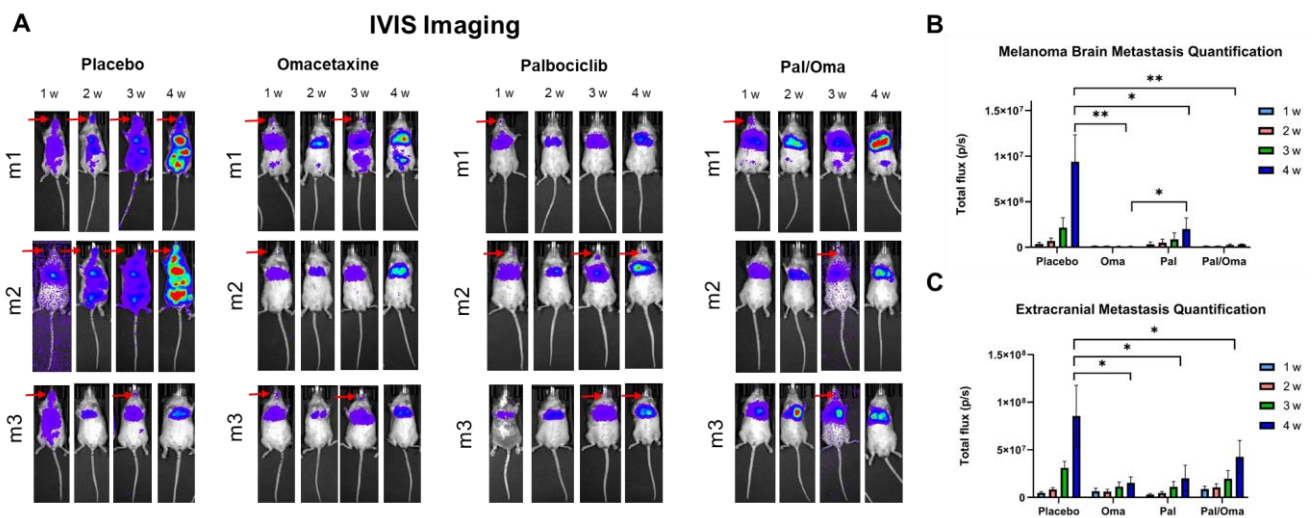 A
IVIS Imaging
Placebo
Omacetaxine
Palbociclib
Pal/Oma
1 w 2 w 3 w 4 w
1 w 2 w 3 w 4 w
1 w 2 w 3 w 4 w
1 w 2 w 3 w 4 w
m1
m1
m1
m1
m2
m2
m2
m2
m3
m3
m3
m3
B
Melanoma Brain Metastasis Quantification
Total flux (p/s)
1.5×10⁷
1×10⁷
5×10⁶
0
**
*
**
*
Placebo Oma Pal Pal/Oma
1 w
2 w
3 w
4 w
C
Extracranial Metastasis Quantification
Total flux (p/s)
1.5×10⁸
1×10⁸
5×10⁷
0
*
*
*
Placebo Oma Pal Pal/Oma
1 w
2 w
3 w
4 w